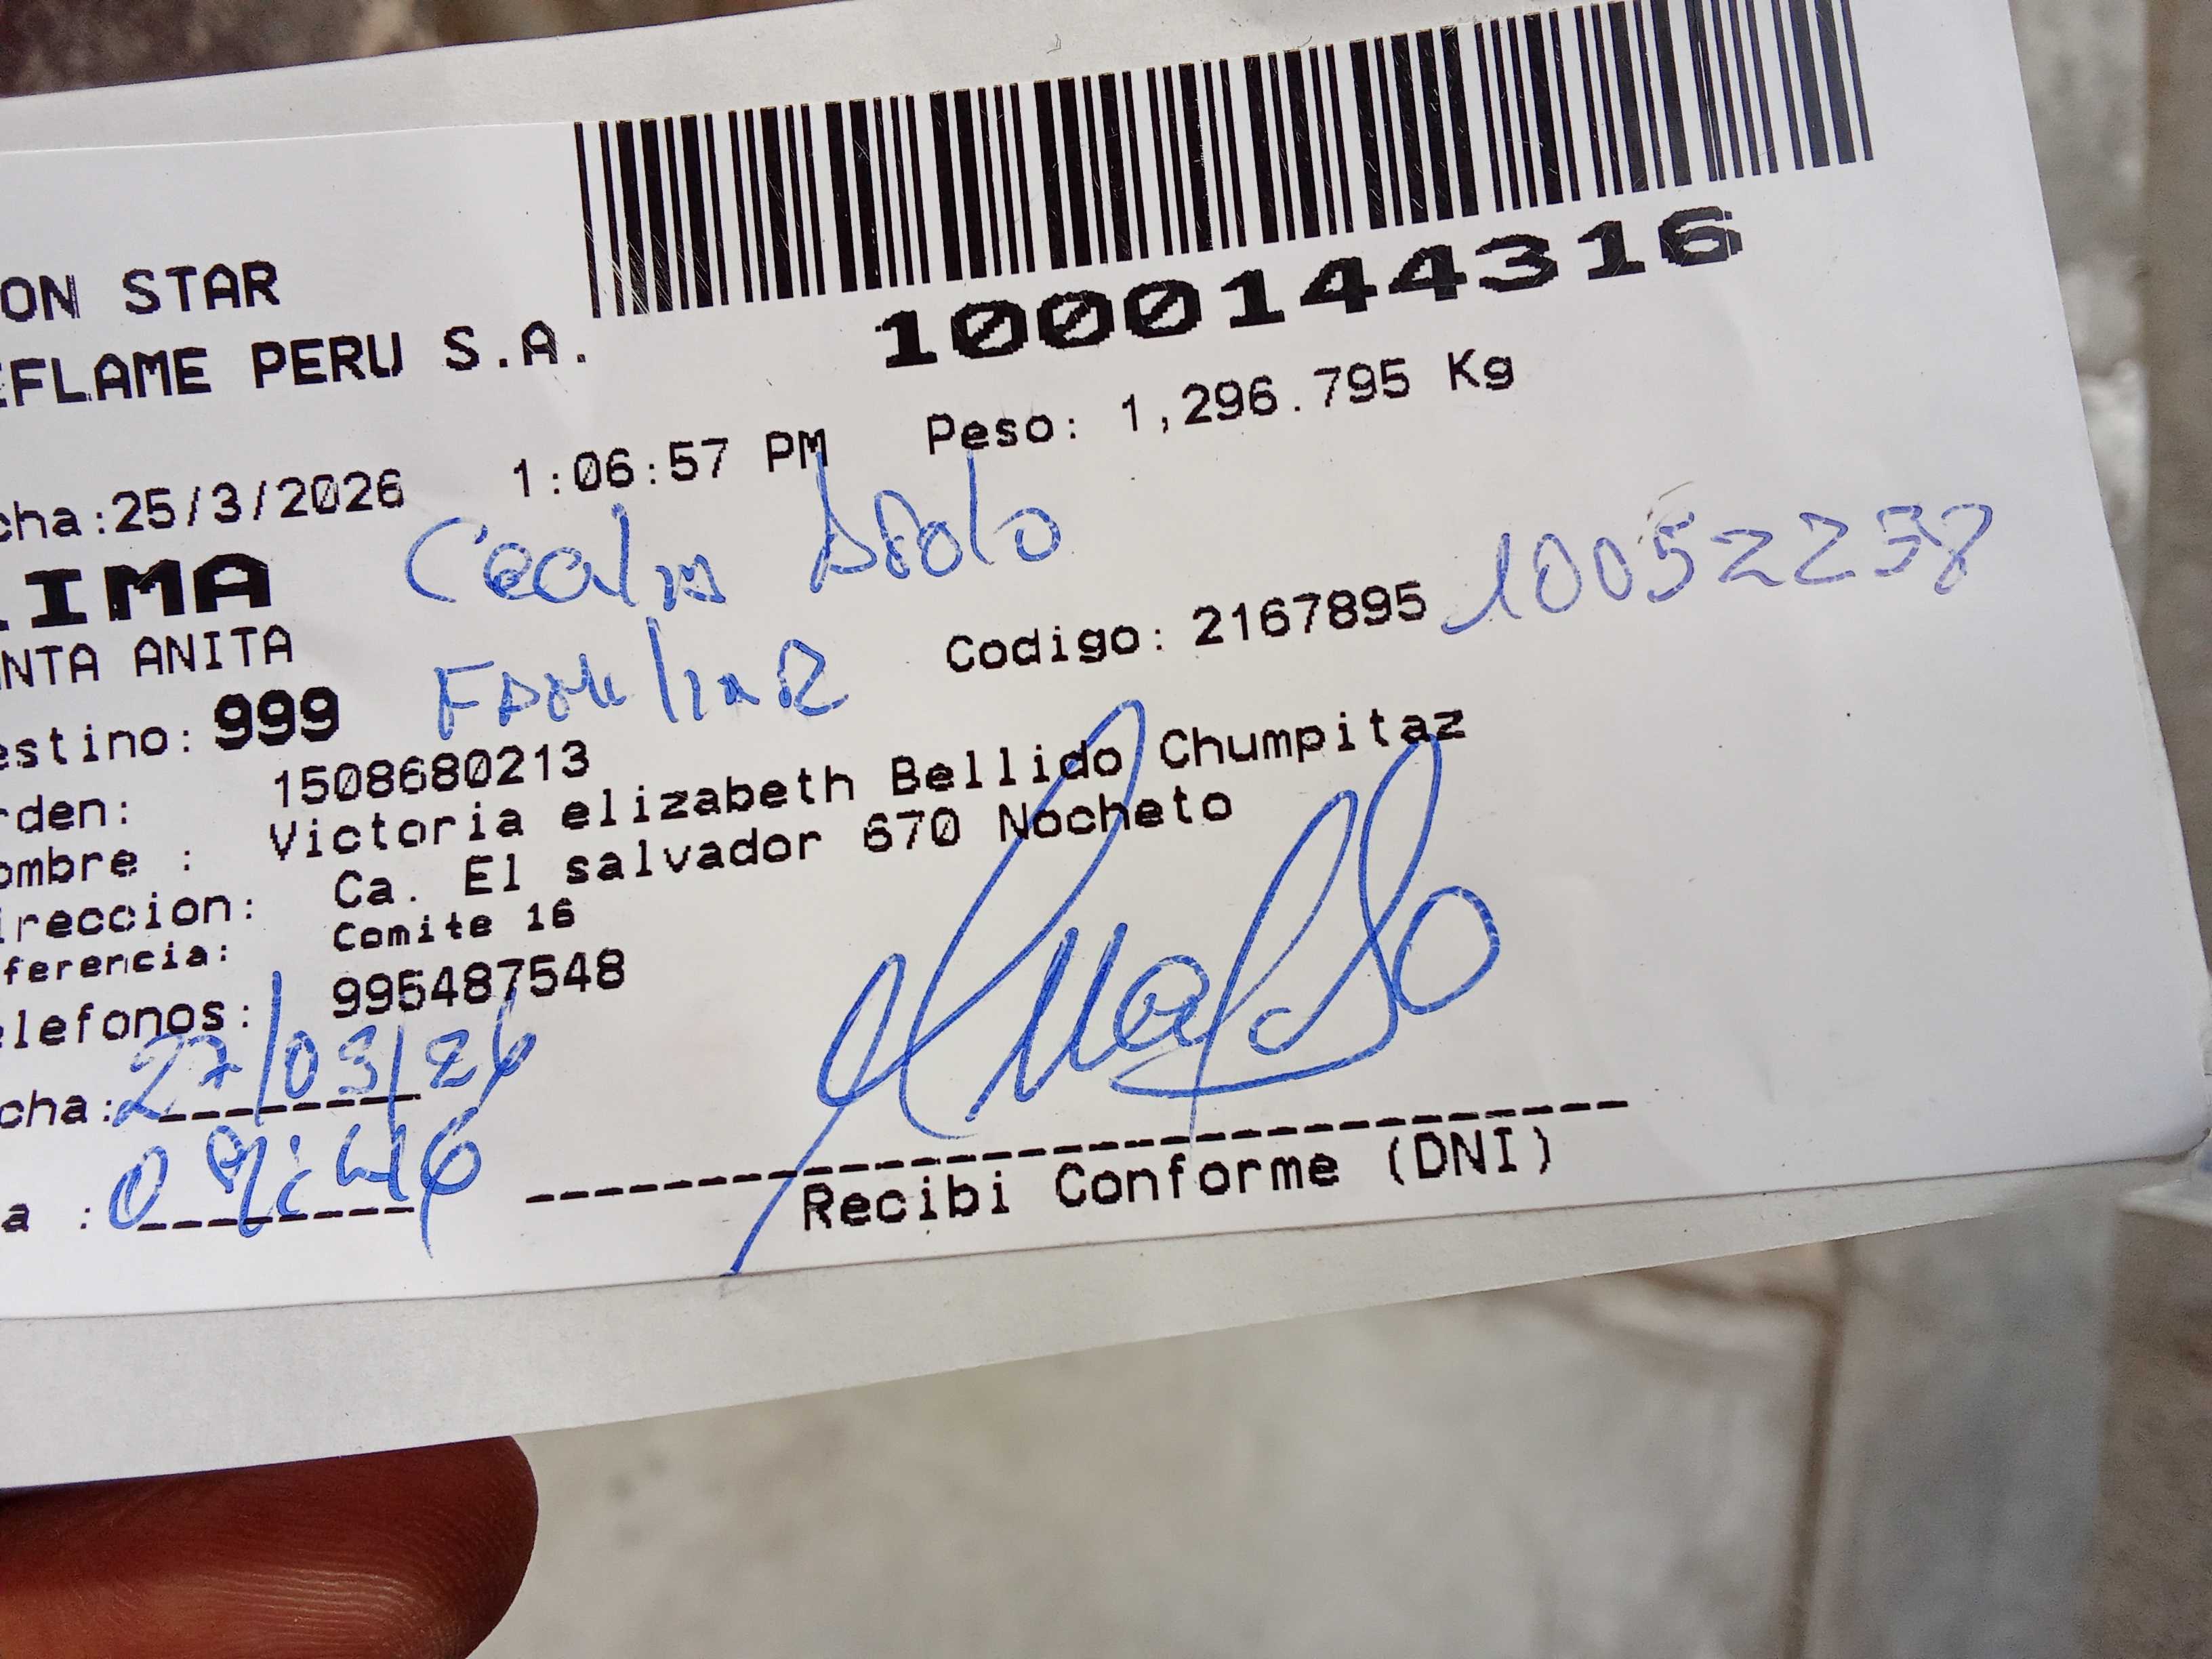 ON STAR
EFLAME PERU S.A.
1000144316
cha:25/3/2026 1:06:57 PM Peso: 1,296.795 Kg
LIMA
NTA ANITA
Codigo: 2167895 10052238
estino: 999
rden: 1508680213
ombre : Victoria elizabeth Bellido Chumpitaz
ireccion: Ca. El salvador 670 Nocheto
ferencia: Comite 16
elefonos: 995487548
cha: 27/03/26
a :
Recibi Conforme (DNI)